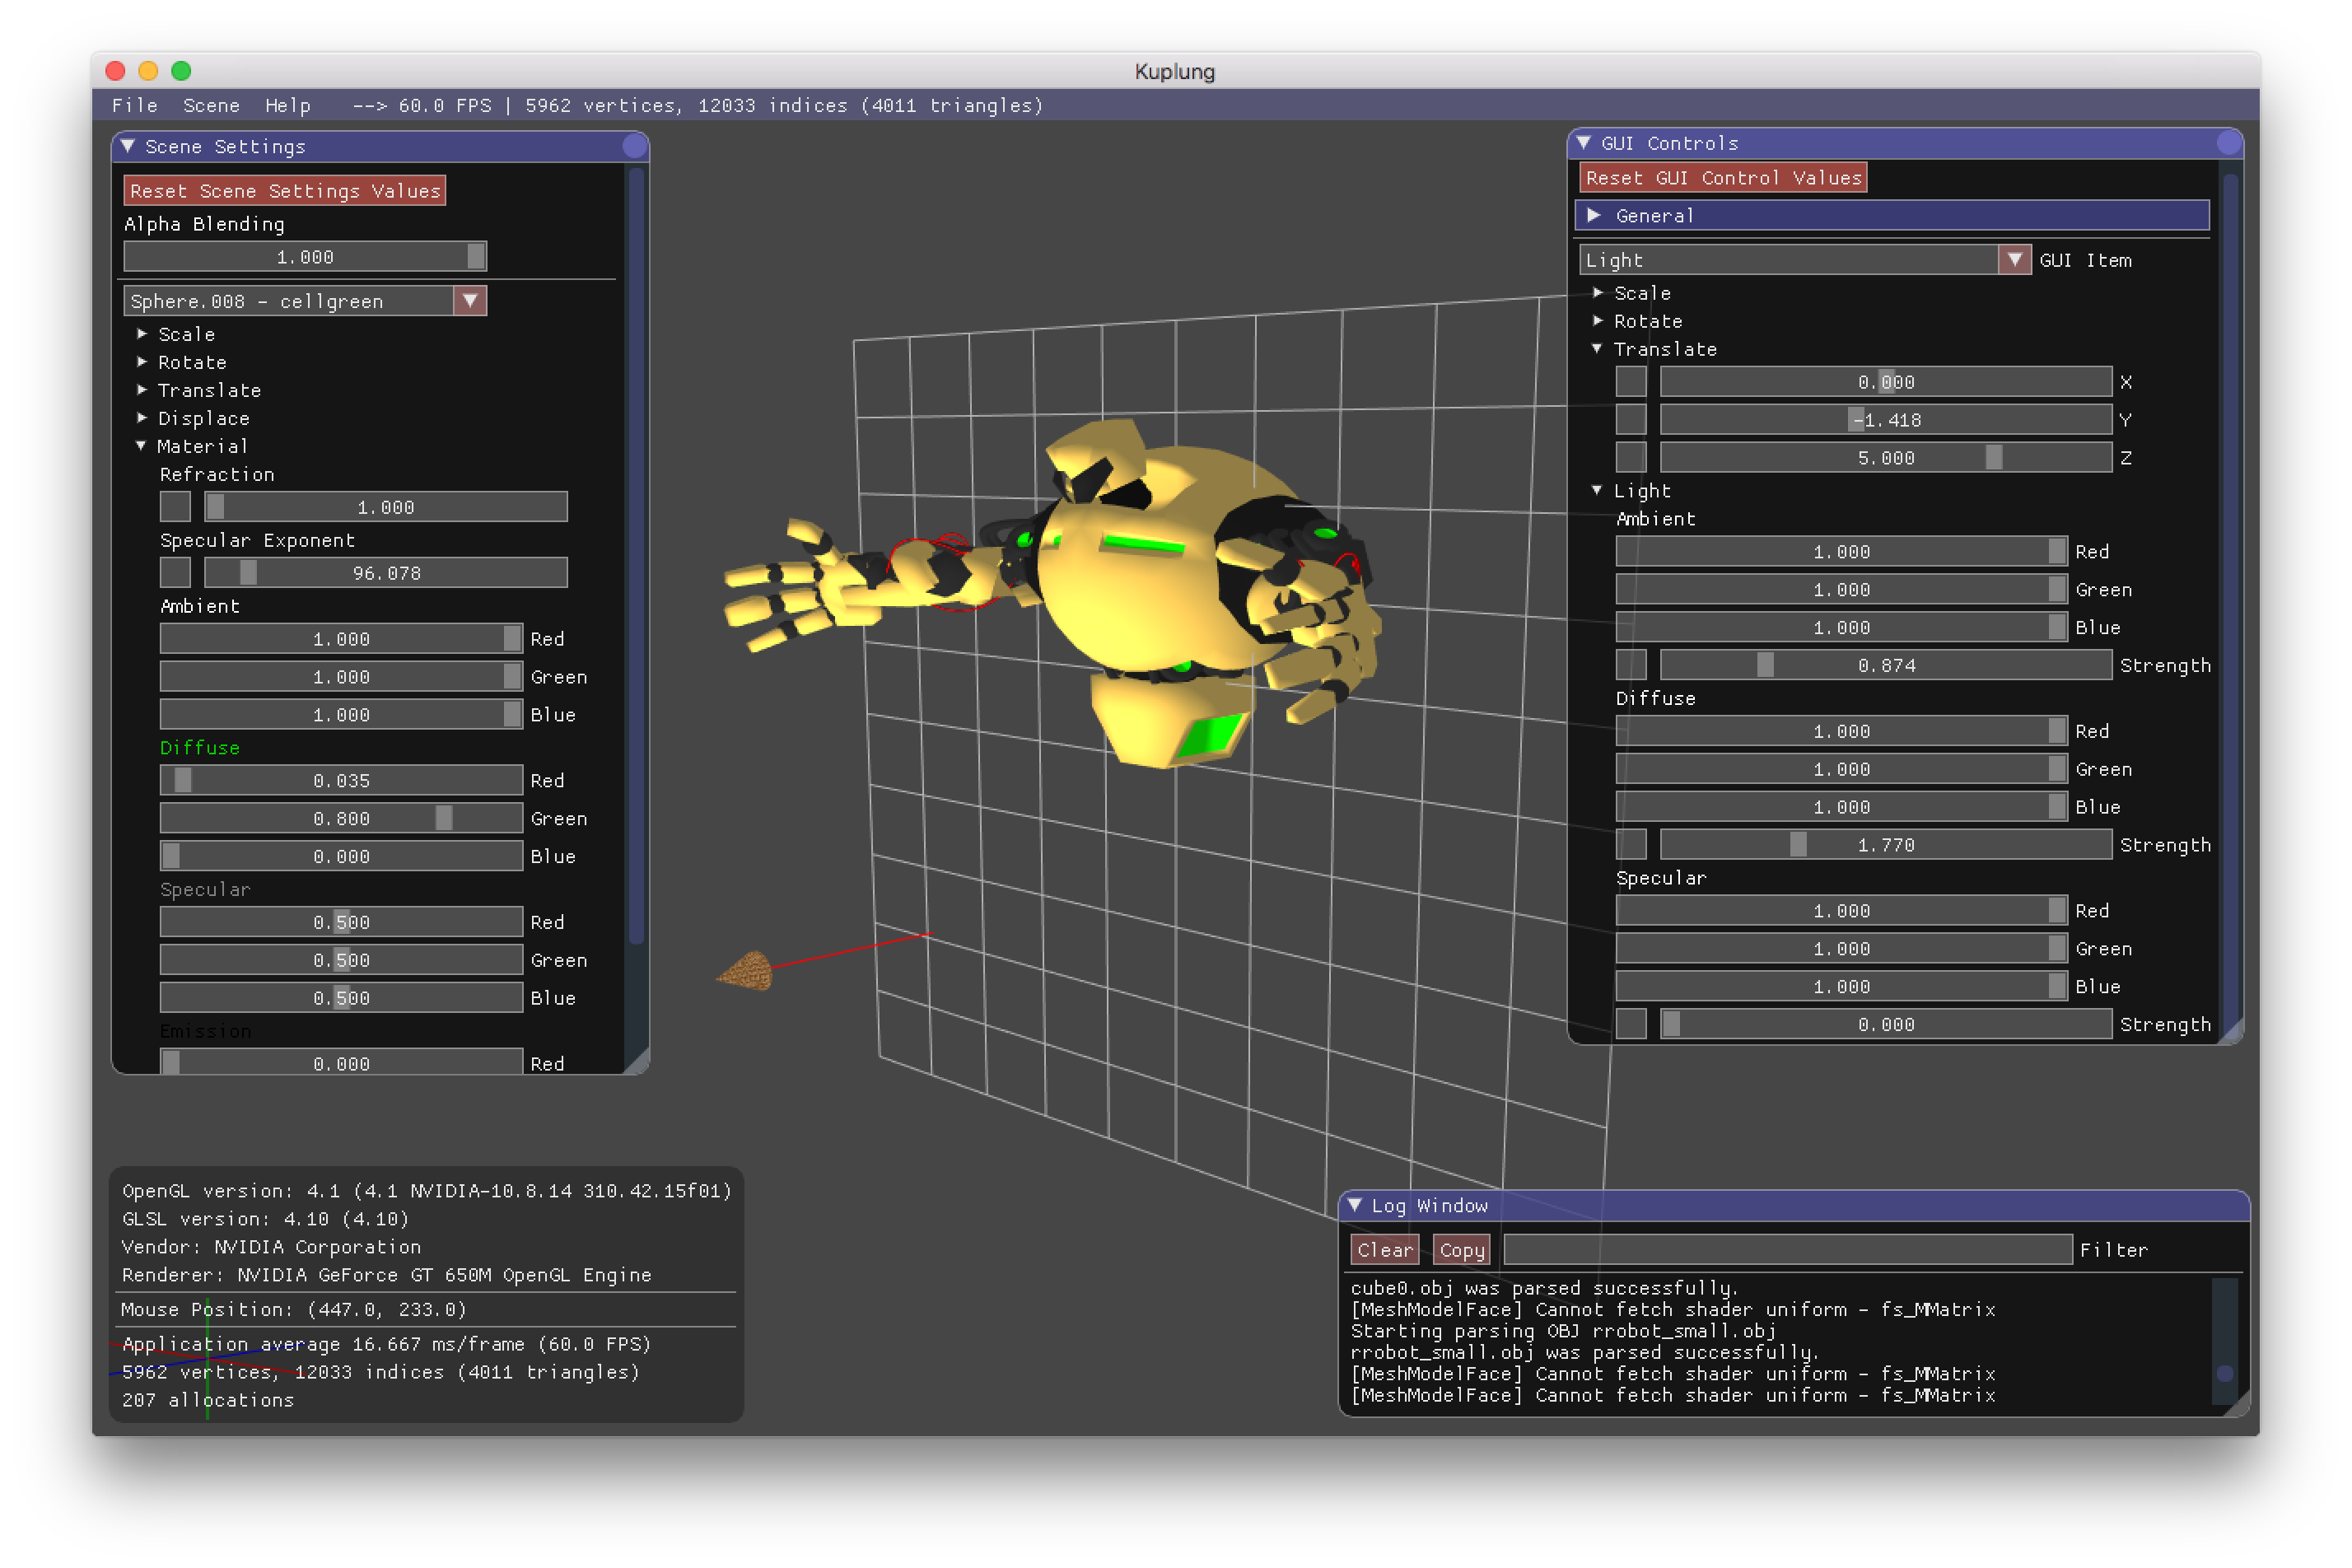 Kuplung
File Scene Help --> 60.0 FPS | 5962 vertices, 12033 indices (4011 triangles)
Scene Settings
Reset Scene Settings Values
Alpha Blending
1.000
Sphere.008 - cellgreen
Scale
Rotate
Translate
Displace
Material
Refraction
1.000
Specular Exponent
96.078
Ambient
1.000 Red
1.000 Green
1.000 Blue
Diffuse
0.035 Red
0.800 Green
0.000 Blue
Specular
0.500 Red
0.500 Green
0.500 Blue
Emission
0.000 Red
GUI Controls
Reset GUI Control Values
General
Light GUI Item
Scale
Rotate
Translate
0.000 X
-1.418 Y
5.000 Z
Light
Ambient
1.000 Red
1.000 Green
1.000 Blue
0.874 Strength
Diffuse
1.000 Red
1.000 Green
1.000 Blue
1.770 Strength
Specular
1.000 Red
1.000 Green
1.000 Blue
0.000 Strength
OpenGL version: 4.1 (4.1 NVIDIA-10.8.14 310.42.15f01)
GLSL version: 4.10 (4.10)
Vendor: NVIDIA Corporation
Renderer: NVIDIA GeForce GT 650M OpenGL Engine
Mouse Position: (447.0, 233.0)
Application average 16.667 ms/frame (60.0 FPS)
5962 vertices, 12033 indices (4011 triangles)
207 allocations
Log Window
Clear Copy Filter
cube0.obj was parsed successfully.
[MeshModelFace] Cannot fetch shader uniform - fs_MMatrix
Starting parsing OBJ rrobot_small.obj
rrobot_small.obj was parsed successfully.
[MeshModelFace] Cannot fetch shader uniform - fs_MMatrix
[MeshModelFace] Cannot fetch shader uniform - fs_MMatrix